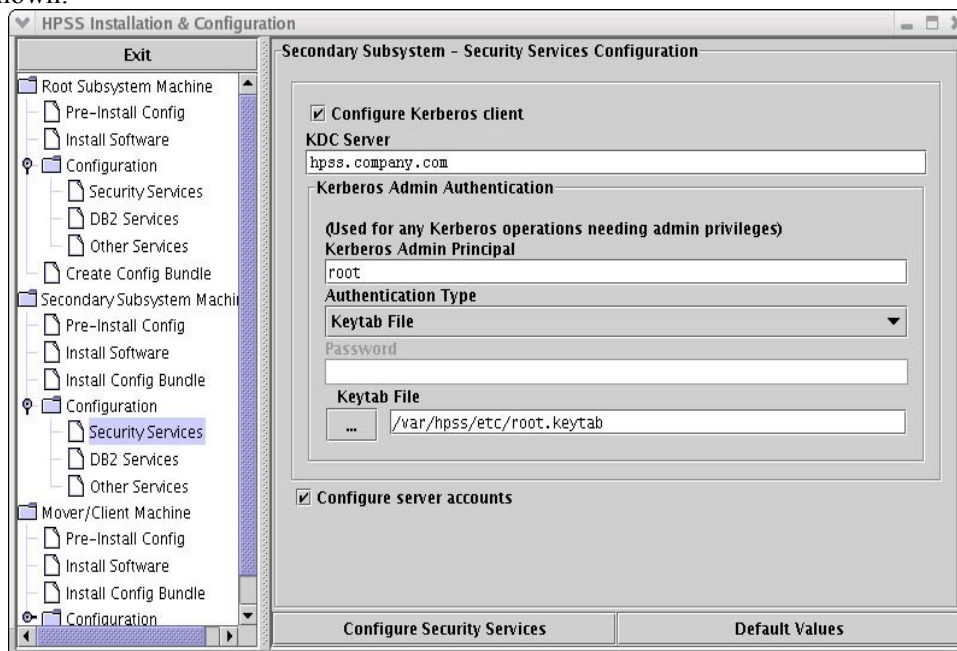 HPSS Installation & Configuration
Exit
Root Subsystem Machine
Pre-Install Config
Install Software
Configuration
Security Services
DB2 Services
Other Services
Create Config Bundle
Secondary Subsystem Machi
Pre-Install Config
Install Software
Install Config Bundle
Configuration
Security Services
DB2 Services
Other Services
Mover/Client Machine
Pre-Install Config
Install Software
Install Config Bundle
Configuration
Secondary Subsystem - Security Services Configuration
Configure Kerberos client
KDC Server
hpss.company.com
Kerberos Admin Authentication
(Used for any Kerberos operations needing admin privileges)
Kerberos Admin Principal
root
Authentication Type
Keytab File
Password
Keytab File
... /var/hpss/etc/root.keytab
Configure server accounts
Configure Security Services
Default Values